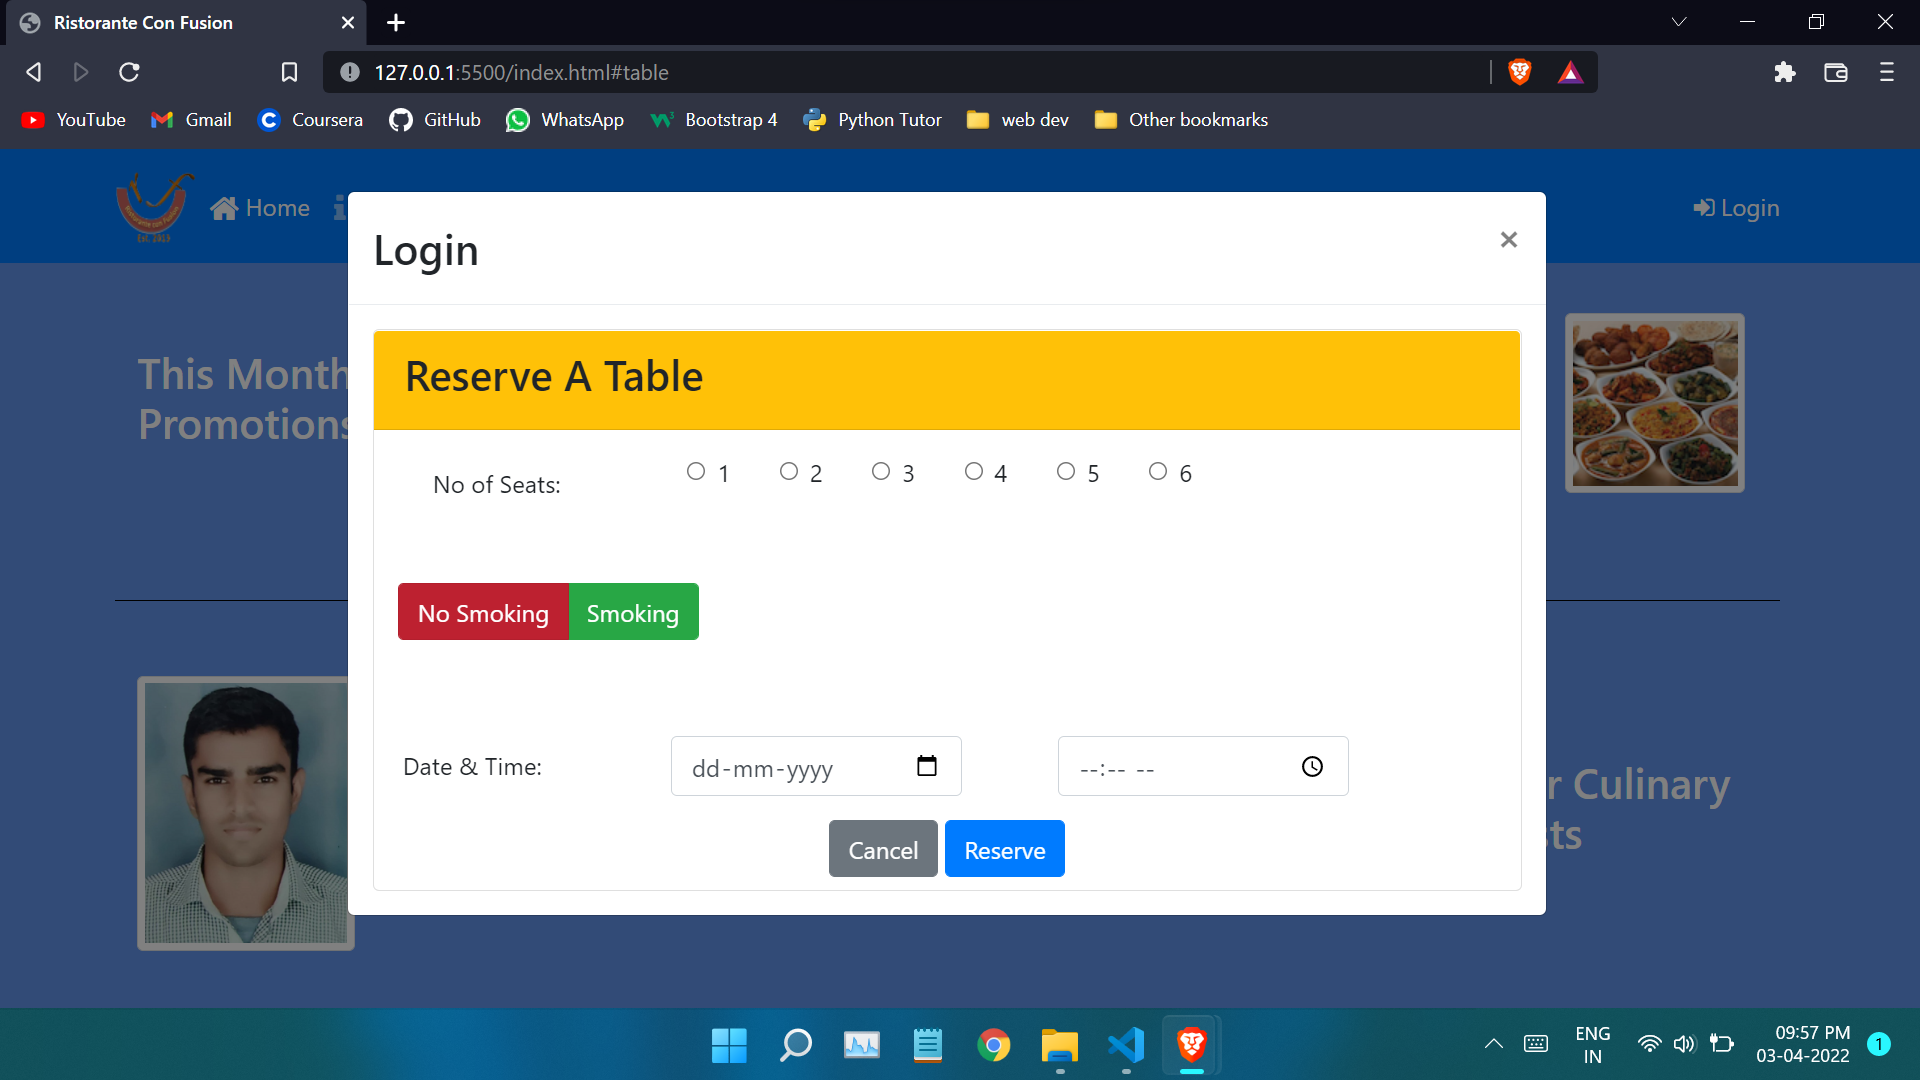 Ristorante Con Fusion
127.0.0.1:5500/index.html#table
YouTube Gmail Coursera GitHub WhatsApp Bootstrap 4 Python Tutor web dev Other bookmarks
Home Login
Login ×
This Month
Promotions
Reserve A Table
No of Seats: 1 2 3 4 5 6
No Smoking Smoking
Date & Time: dd-mm-yyyy --:-- --
r Culinary
sts
Cancel Reserve
ENG
IN
09:57 PM
03-04-2022
1